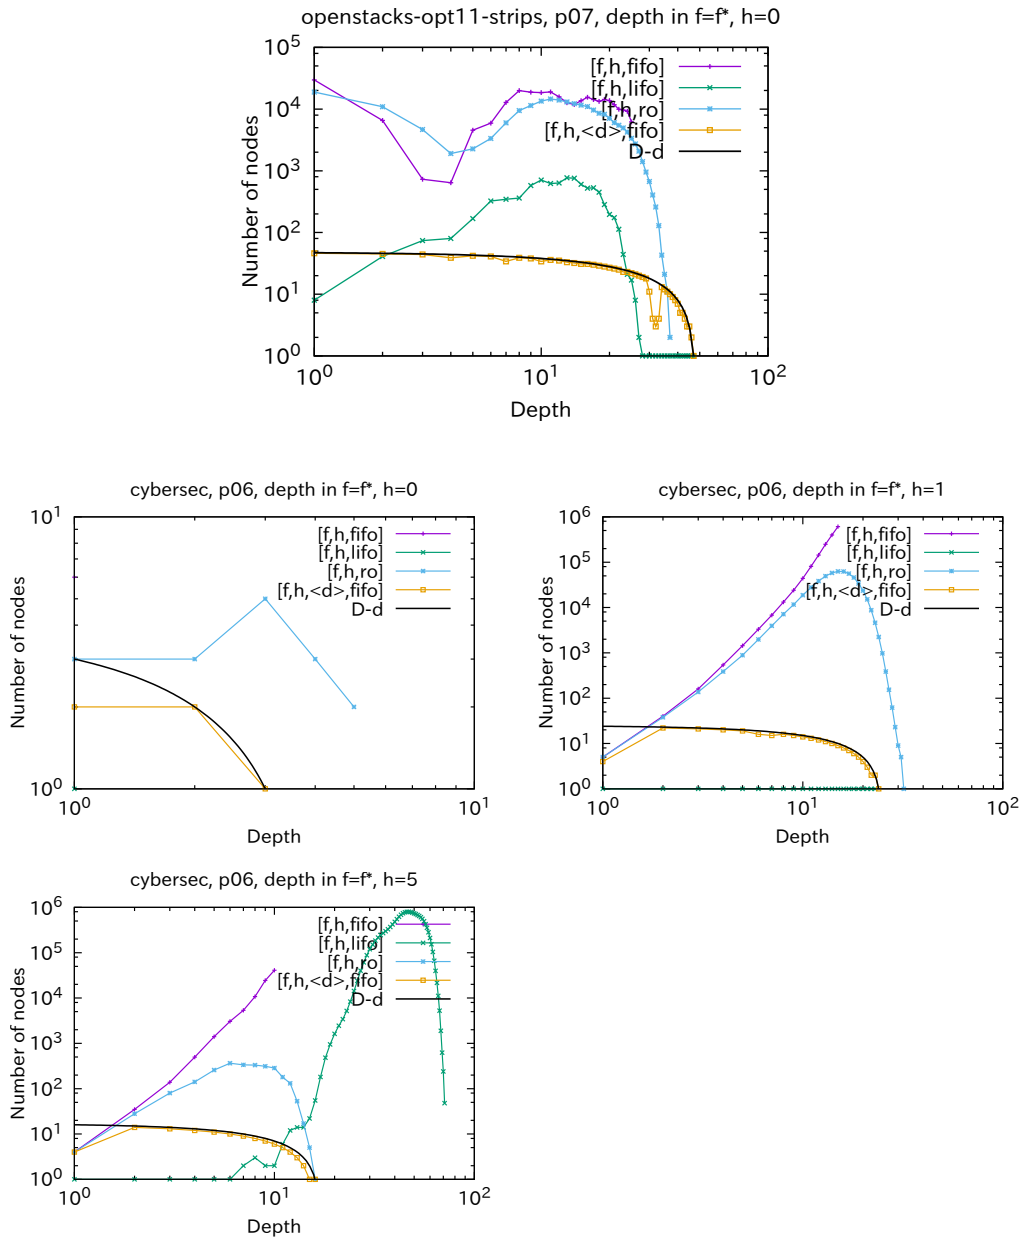 openstacks-opt11-strips, p07, depth in f=f*, h=0
10^5
10^4
10^3
10^2
10^1
10^0
Number of nodes
[f,h,fifo]
[f,h,lifo]
[f,h,ro]
[f,h,<d>,fifo]
D-d
10^0
10^1
10^2
Depth
cybersec, p06, depth in f=f*, h=0
10^1
10^0
Number of nodes
[f,h,fifo]
[f,h,lifo]
[f,h,ro]
[f,h,<d>,fifo]
D-d
10^0
10^1
Depth
cybersec, p06, depth in f=f*, h=1
10^6
10^5
10^4
10^3
10^2
10^1
10^0
Number of nodes
[f,h,fifo]
[f,h,lifo]
[f,h,ro]
[f,h,<d>,fifo]
D-d
10^0
10^1
10^2
Depth
cybersec, p06, depth in f=f*, h=5
10^6
10^5
10^4
10^3
10^2
10^1
10^0
Number of nodes
[f,h,fifo]
[f,h,lifo]
[f,h,ro]
[f,h,<d>,fifo]
D-d
10^0
10^1
10^2
Depth